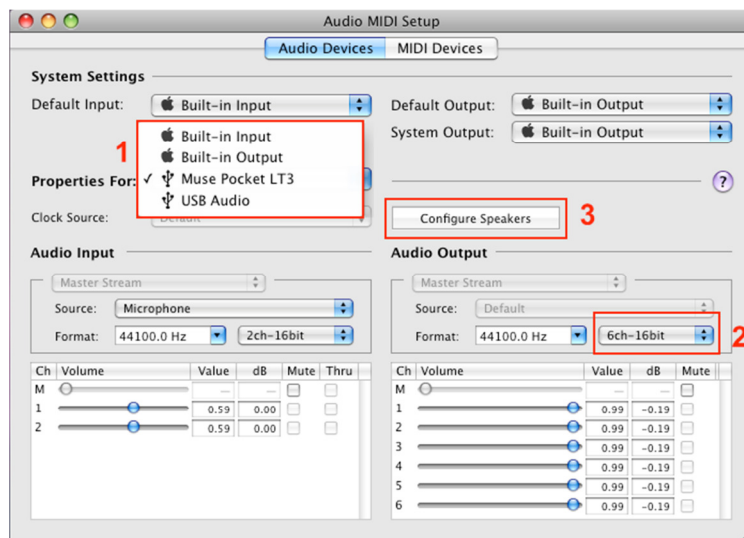 Audio MIDI Setup
Audio Devices MIDI Devices
System Settings
Default Input: Built-in Input
Default Output: Built-in Output
System Output: Built-in Output
1
Built-in Input
Built-in Output
Properties For: ✓ Muse Pocket LT3
USB Audio
?
Clock Source: Default
Configure Speakers 3
Audio Input
Master Stream
Source: Microphone
Format: 44100.0 Hz 2ch-16bit
Ch Volume Value dB Mute Thru
M — —
1 0.59 0.00
2 0.59 0.00
Audio Output
Master Stream
Source: Default
Format: 44100.0 Hz 6ch-16bit 2
Ch Volume Value dB Mute
M — —
1 0.99 -0.19
2 0.99 -0.19
3 0.99 -0.19
4 0.99 -0.19
5 0.99 -0.19
6 0.99 -0.19